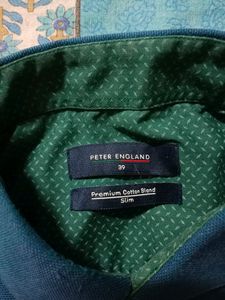 PETER ENGLAND
39
Premium Cotton Blend
Slim